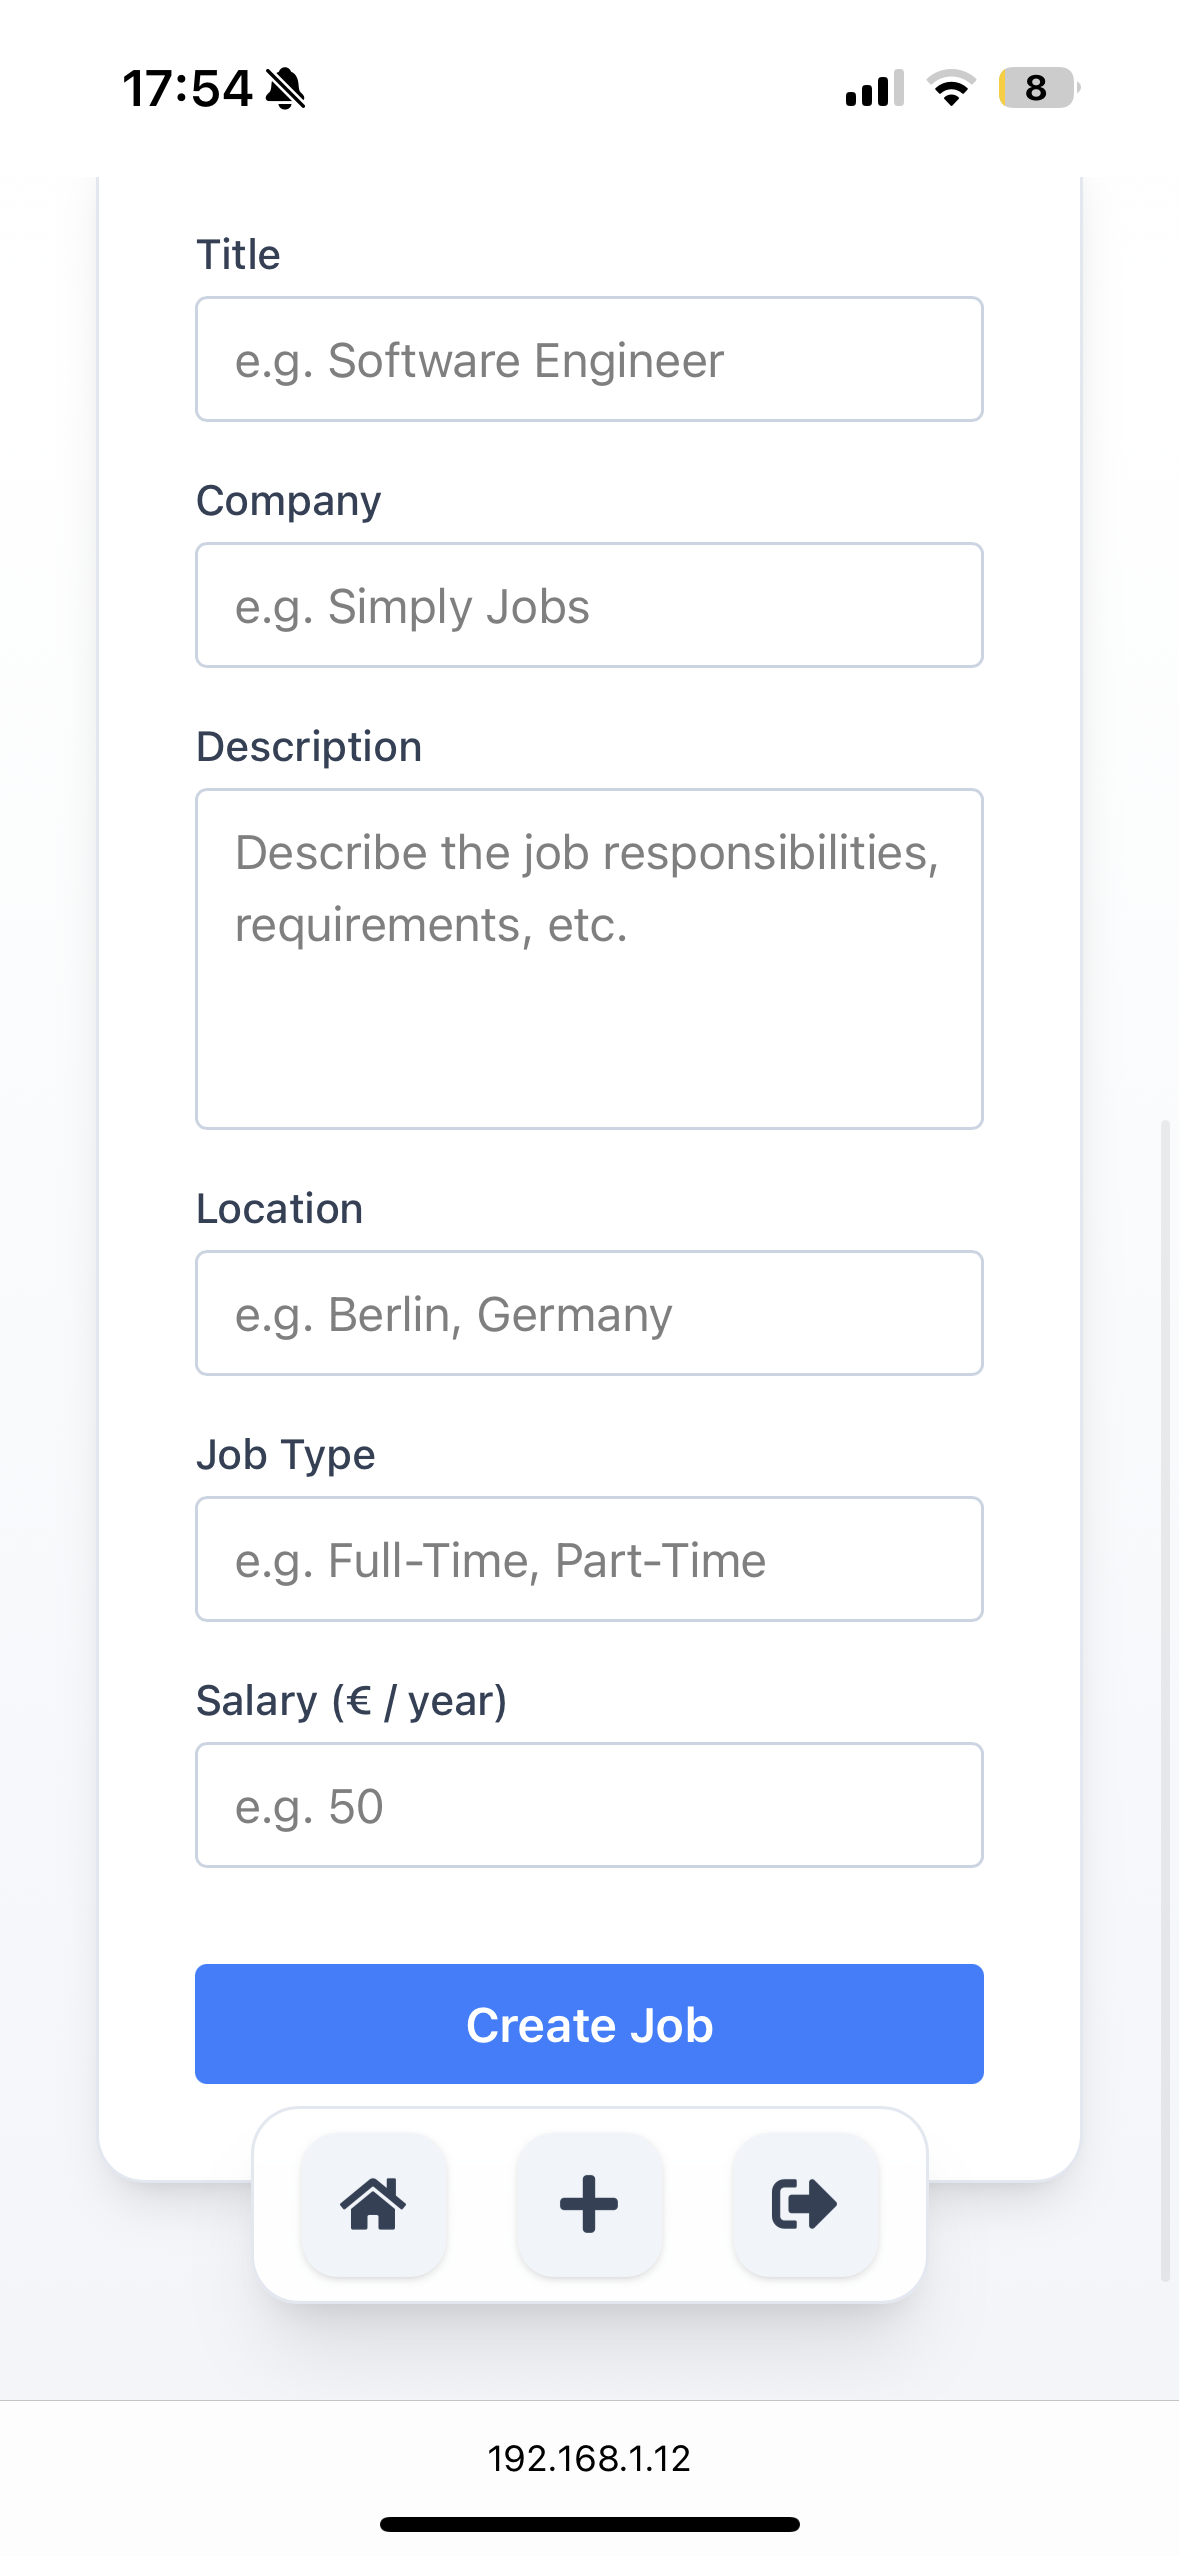 17:54
8
Title
e.g. Software Engineer
Company
e.g. Simply Jobs
Description
Describe the job responsibilities,
requirements, etc.
Location
e.g. Berlin, Germany
Job Type
e.g. Full-Time, Part-Time
Salary (€ / year)
e.g. 50
Create Job
192.168.1.12